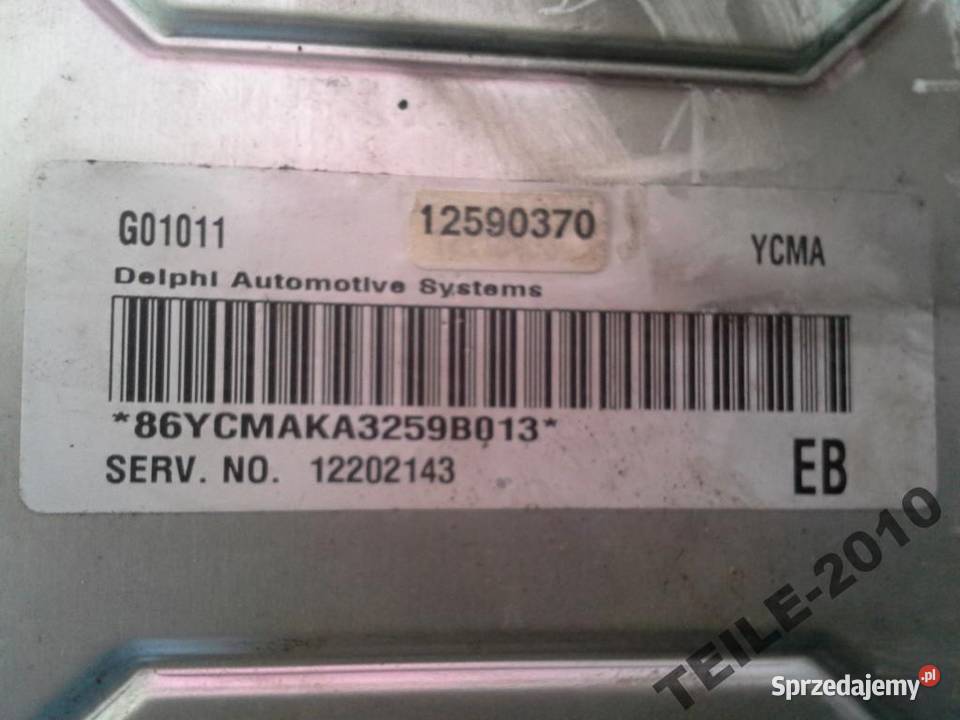 G01011 12590370 YCMA
Delphi Automotive Systems
*86YCMAKA3259B013*
SERV. NO. 12202143 EB
TEILE-2010
Sprzedajemy.pl